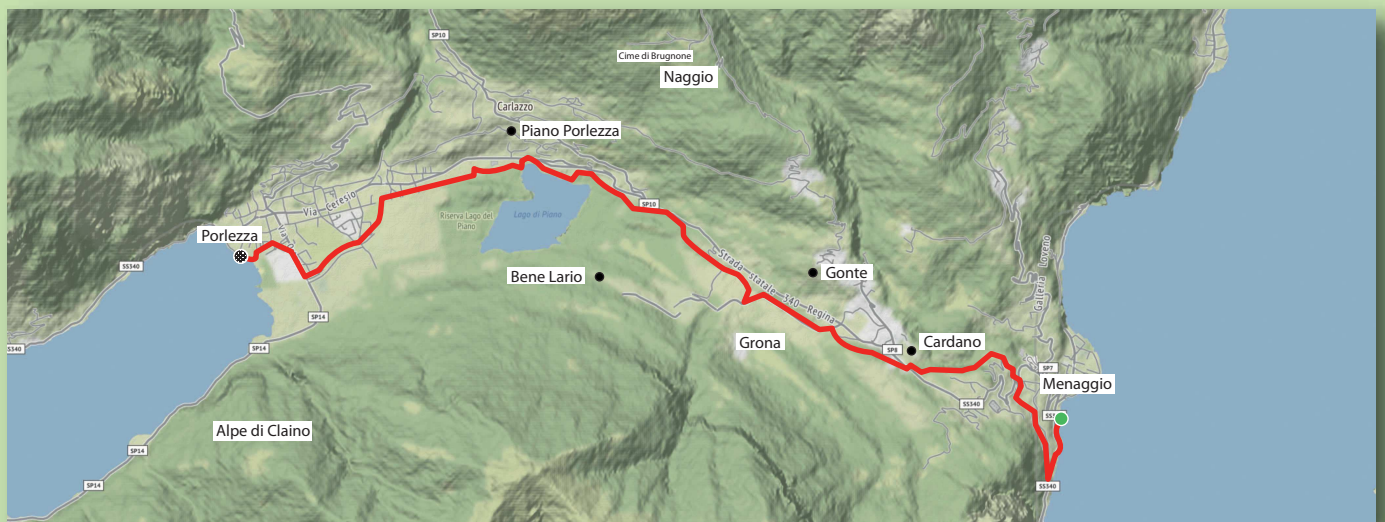 SP10
Cime di Brugnone
Naggio
Carlazzo
Piano Porlezza
Via Ceresio
SP10
Riserva Lago del
Piano
Lago di Piano
Porlezza
SS340
Bene Lario
Strada statale 340 Regina
Gonte
Galleria Loveno
SP14
SS340
SP14
Grona
SP8
Cardano
SP7
Menaggio
SS340
Alpe di Claino
SP14
SP14
SS340